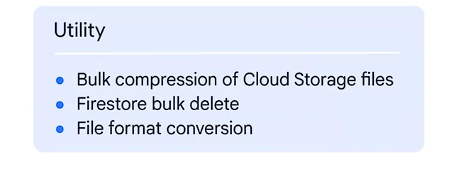 Utility
Bulk compression of Cloud Storage files
Firestore bulk delete
File format conversion